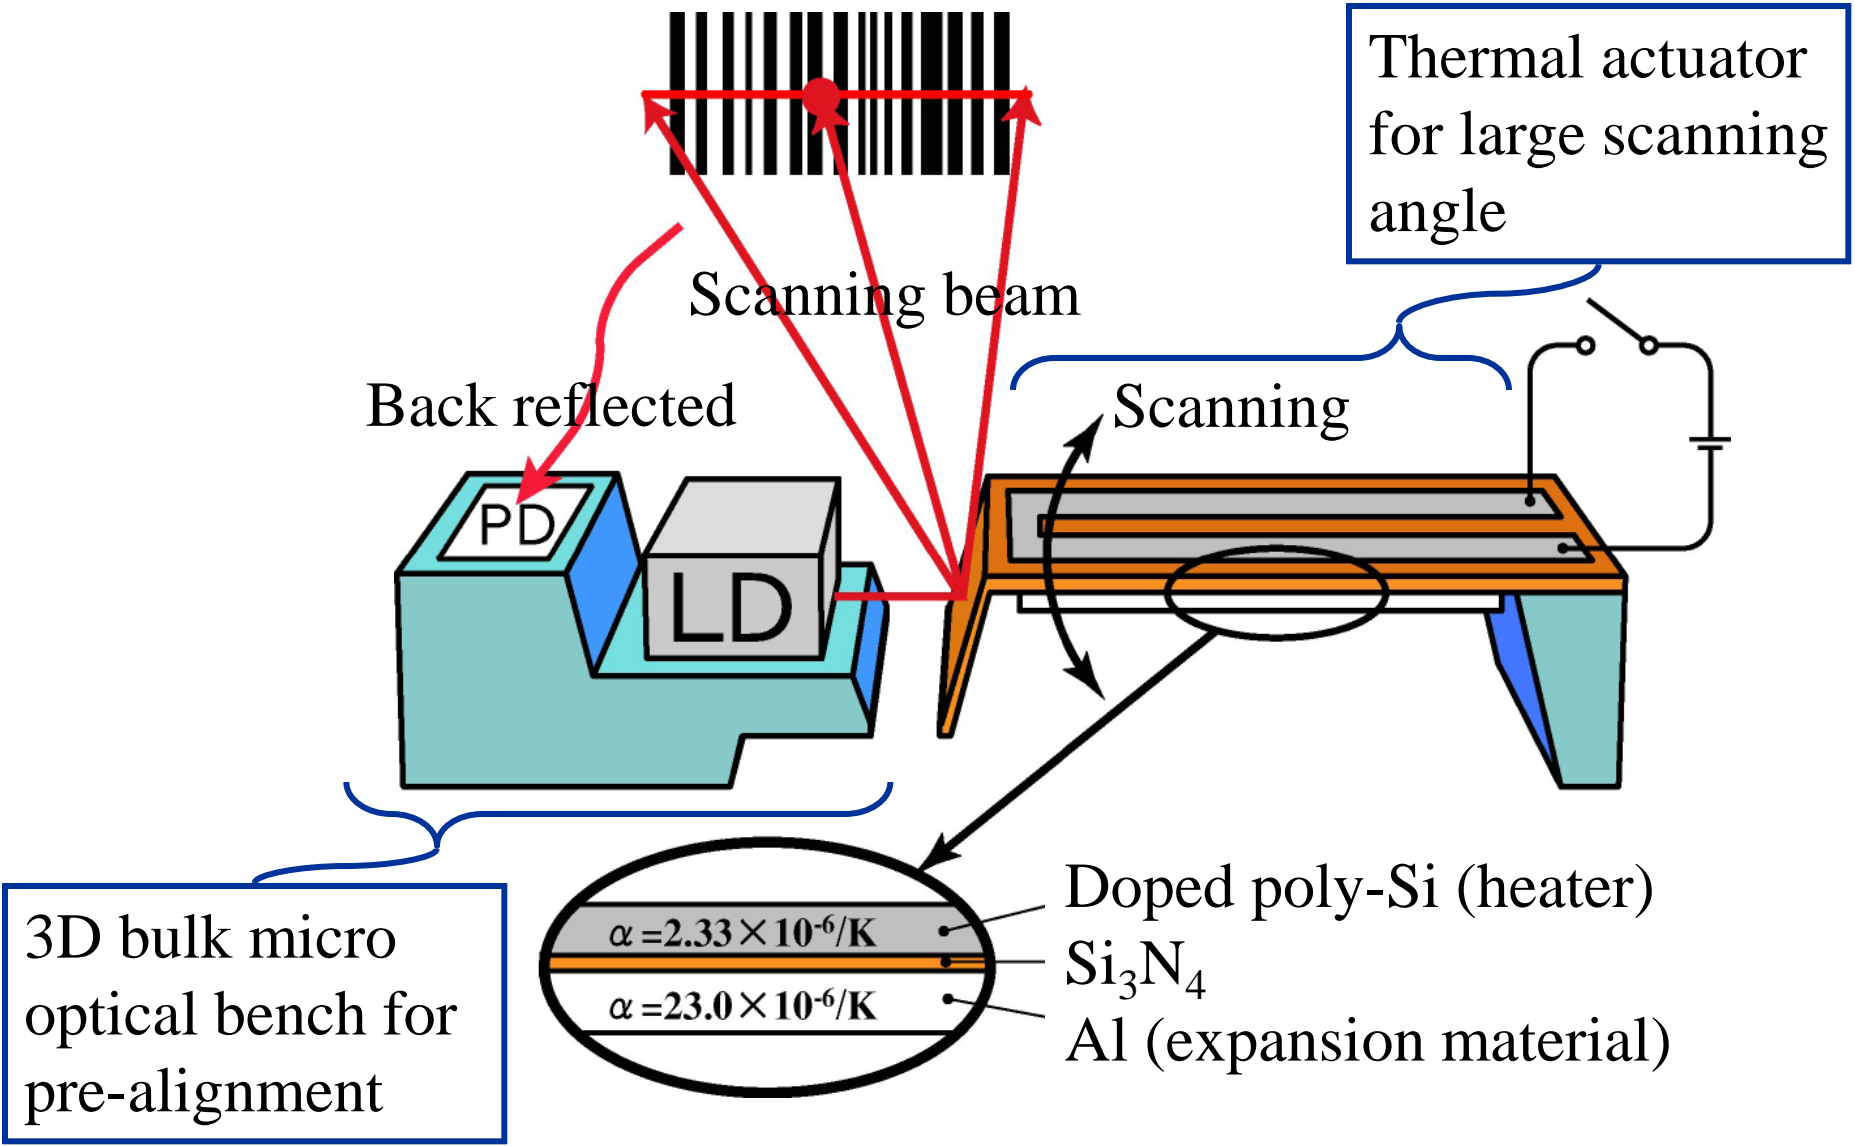 Thermal actuator
for large scanning
angle
Scanning beam
Back reflected
Scanning
PD
LD
3D bulk micro
optical bench for
pre-alignment
α=2.33×10⁻⁶/K
α=23.0×10⁻⁶/K
Doped poly-Si (heater)
Si₃N₄
Al (expansion material)